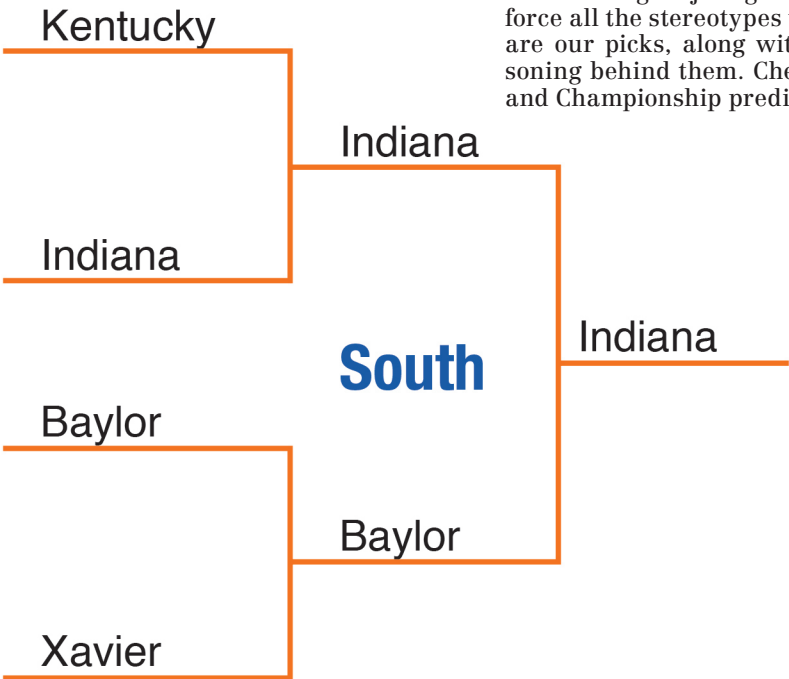 force all the stereotypes
are our picks, along
soning behind them.
and Championship
Kentucky
Indiana
Indiana
South
Indiana
Baylor
Baylor
Xavier